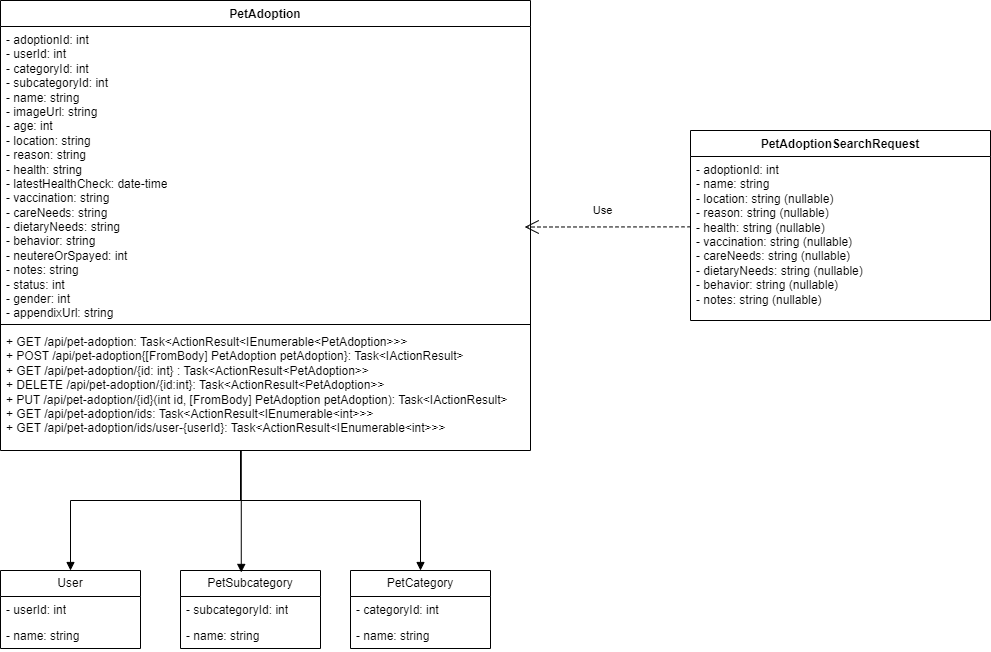 PetAdoption
- adoptionId: int
- userId: int
- categoryId: int
- subcategoryId: int
- name: string
- imageUrl: string
- age: int
- location: string
- reason: string
- health: string
- latestHealthCheck: date-time
- vaccination: string
- careNeeds: string
- dietaryNeeds: string
- behavior: string
- neutereOrSpayed: int
- notes: string
- status: int
- gender: int
- appendixUrl: string
+ GET /api/pet-adoption: Task<ActionResult<IEnumerable<PetAdoption>>>
+ POST /api/pet-adoption{[FromBody] PetAdoption petAdoption}: Task<IActionResult>
+ GET /api/pet-adoption/{id: int} : Task<ActionResult<PetAdoption>>
+ DELETE /api/pet-adoption/{id:int}: Task<ActionResult<PetAdoption>>
+ PUT /api/pet-adoption/{id}(int id, [FromBody] PetAdoption petAdoption): Task<IActionResult>
+ GET /api/pet-adoption/ids: Task<ActionResult<IEnumerable<int>>>
+ GET /api/pet-adoption/ids/user-{userId}: Task<ActionResult<IEnumerable<int>>>
Use
PetAdoptionSearchRequest
- adoptionId: int
- name: string
- location: string (nullable)
- reason: string (nullable)
- health: string (nullable)
- vaccination: string (nullable)
- careNeeds: string (nullable)
- dietaryNeeds: string (nullable)
- behavior: string (nullable)
- notes: string (nullable)
User
- userId: int
- name: string
PetSubcategory
- subcategoryId: int
- name: string
PetCategory
- categoryId: int
- name: string